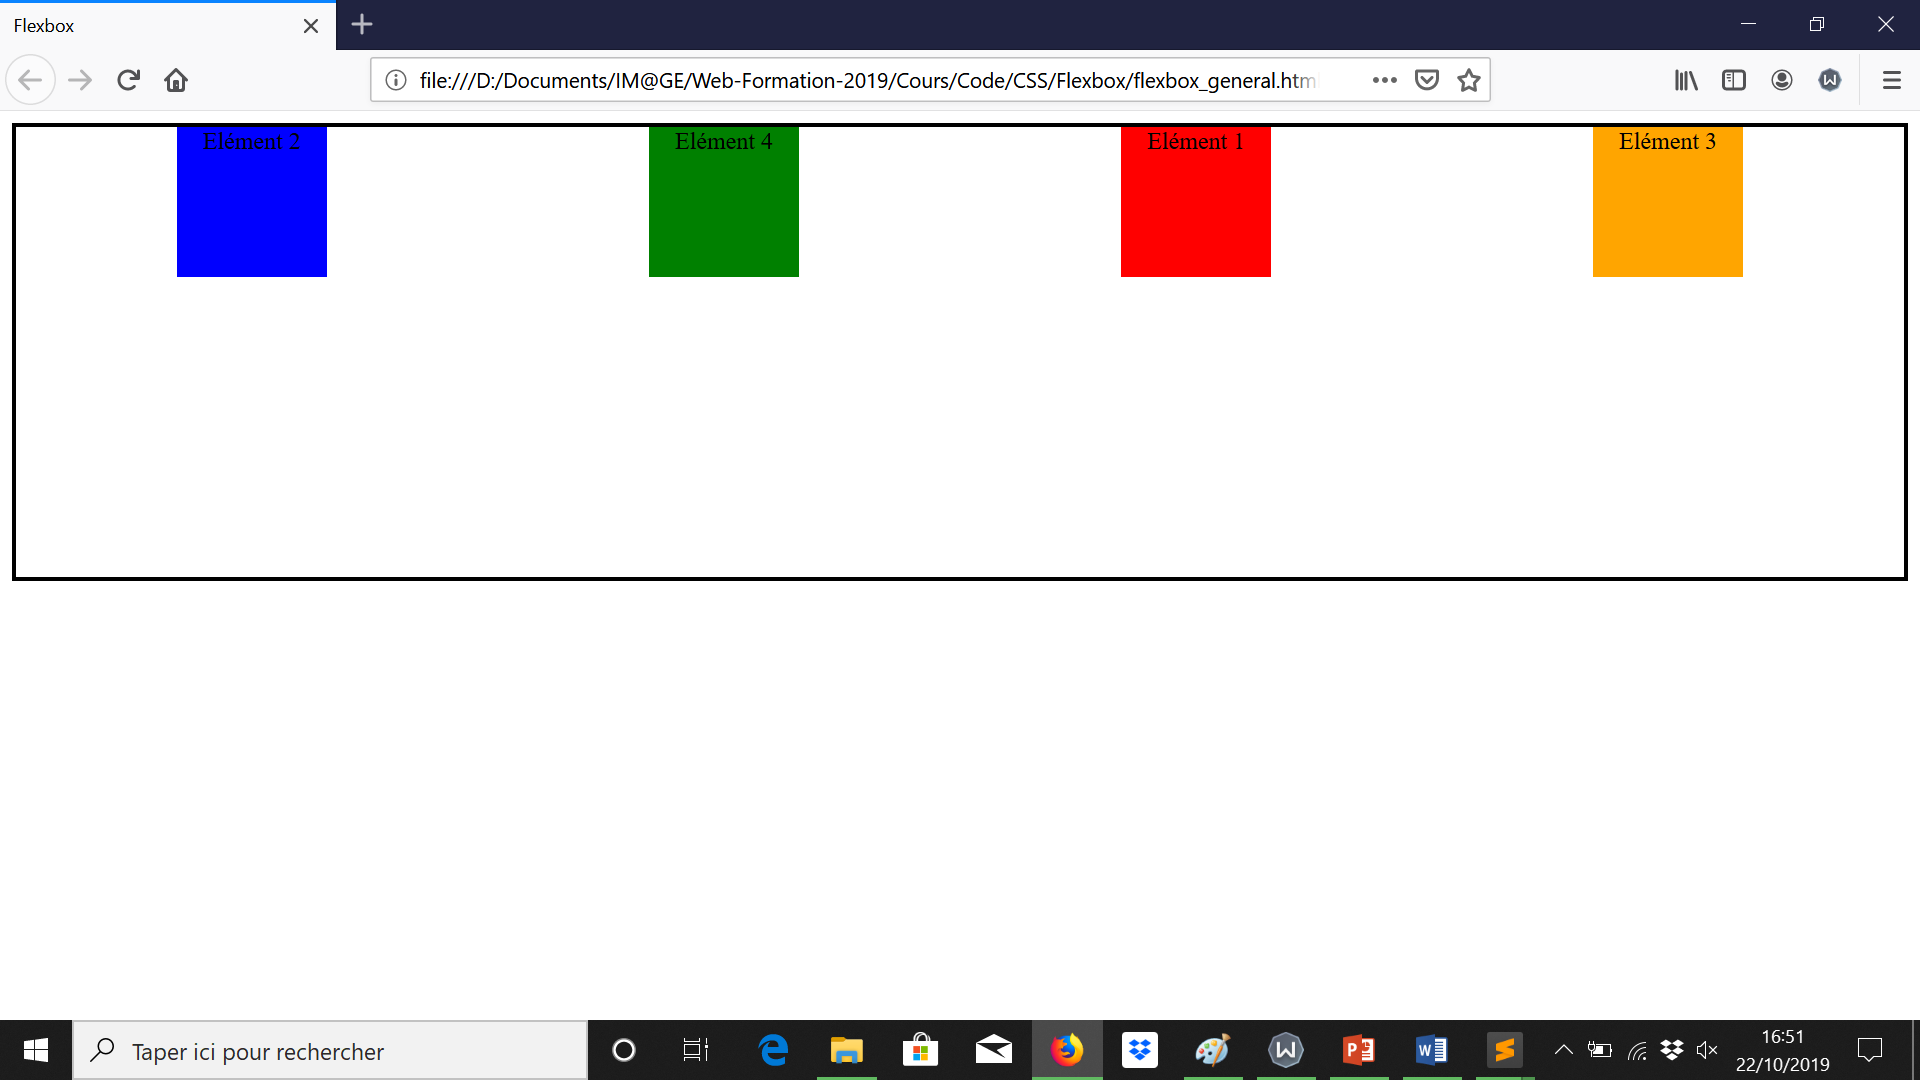 Flexbox
file:///D:/Documents/IM@GE/Web-Formation-2019/Cours/Code/CSS/Flexbox/flexbox_general.htm
Elément 2 Elément 4 Elément 1 Elément 3
Taper ici pour rechercher
16:51
22/10/2019